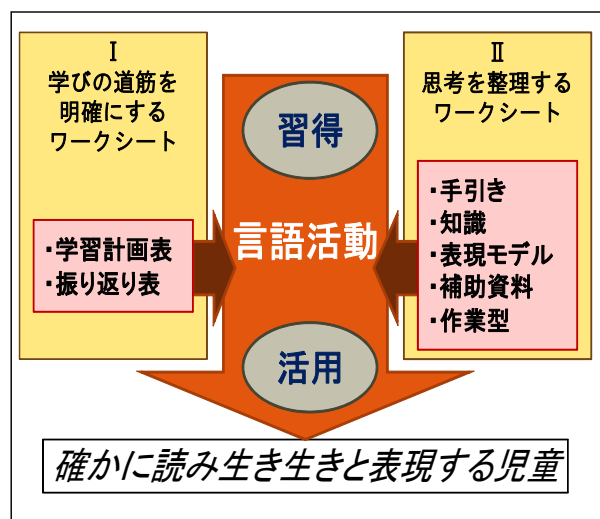 Ⅰ
学びの道筋を
明確にする
ワークシート
・学習計画表
・振り返り表
習得
言語活動
活用
Ⅱ
思考を整理する
ワークシート
・手引き
・知識
・表現モデル
・補助資料
・作業型
確かに読み生き生きと表現する児童